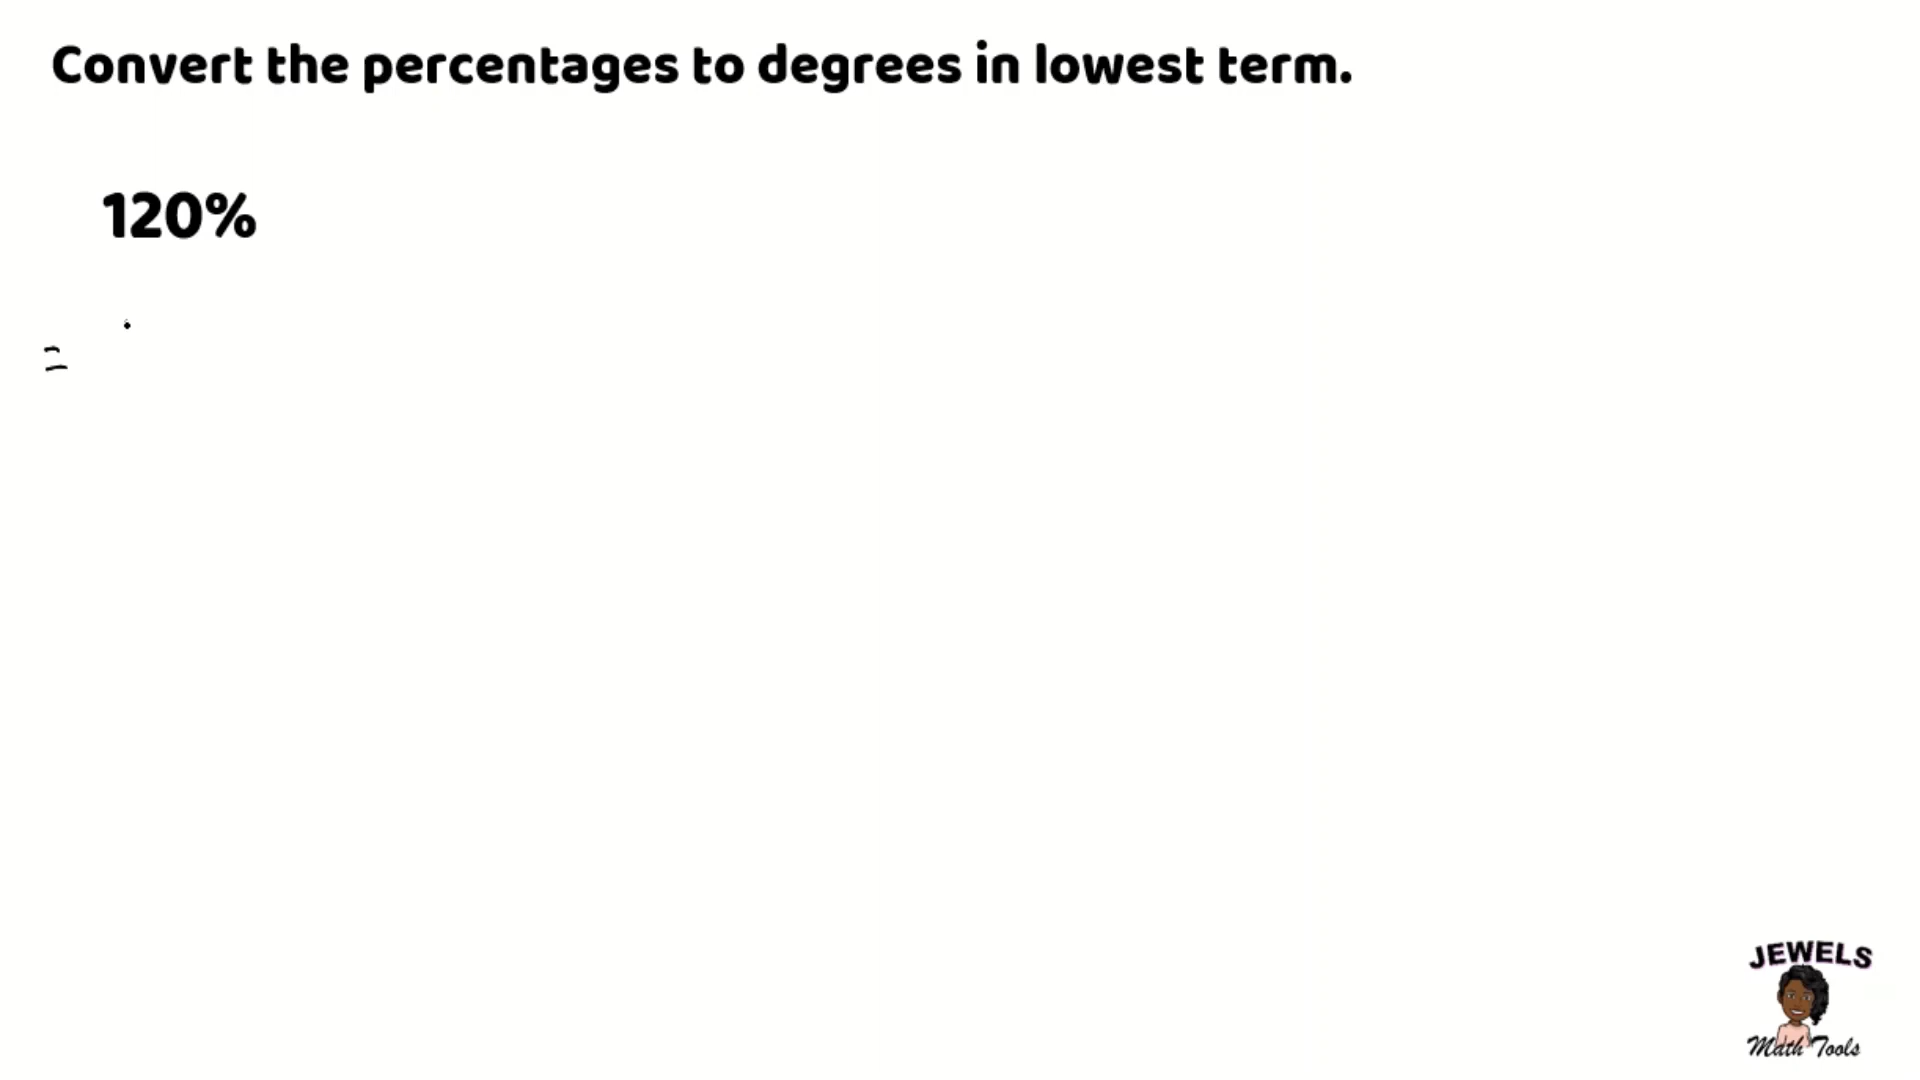 Convert the percentages to degrees in lowest term.
120%
=
JEWELS
Math Tools